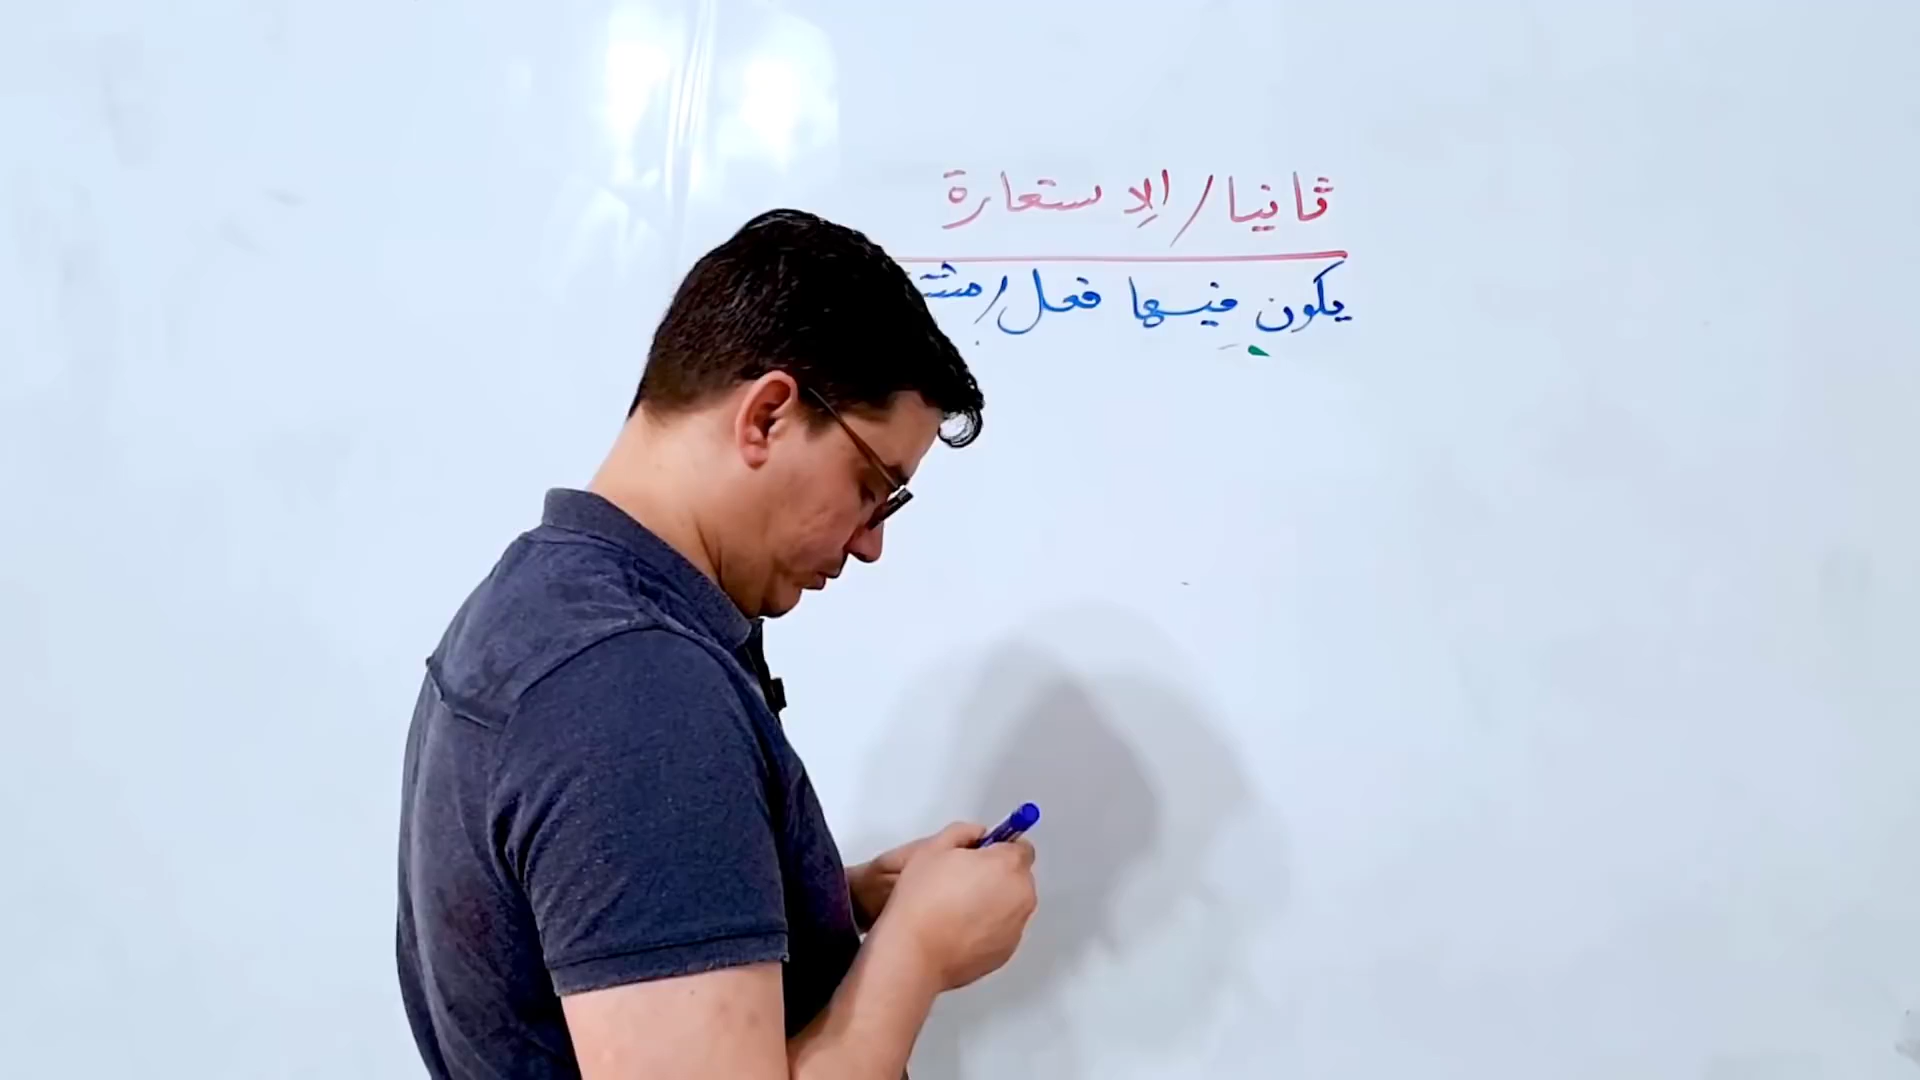 ثانيا / الاستعارة
يكون فيها فعل /